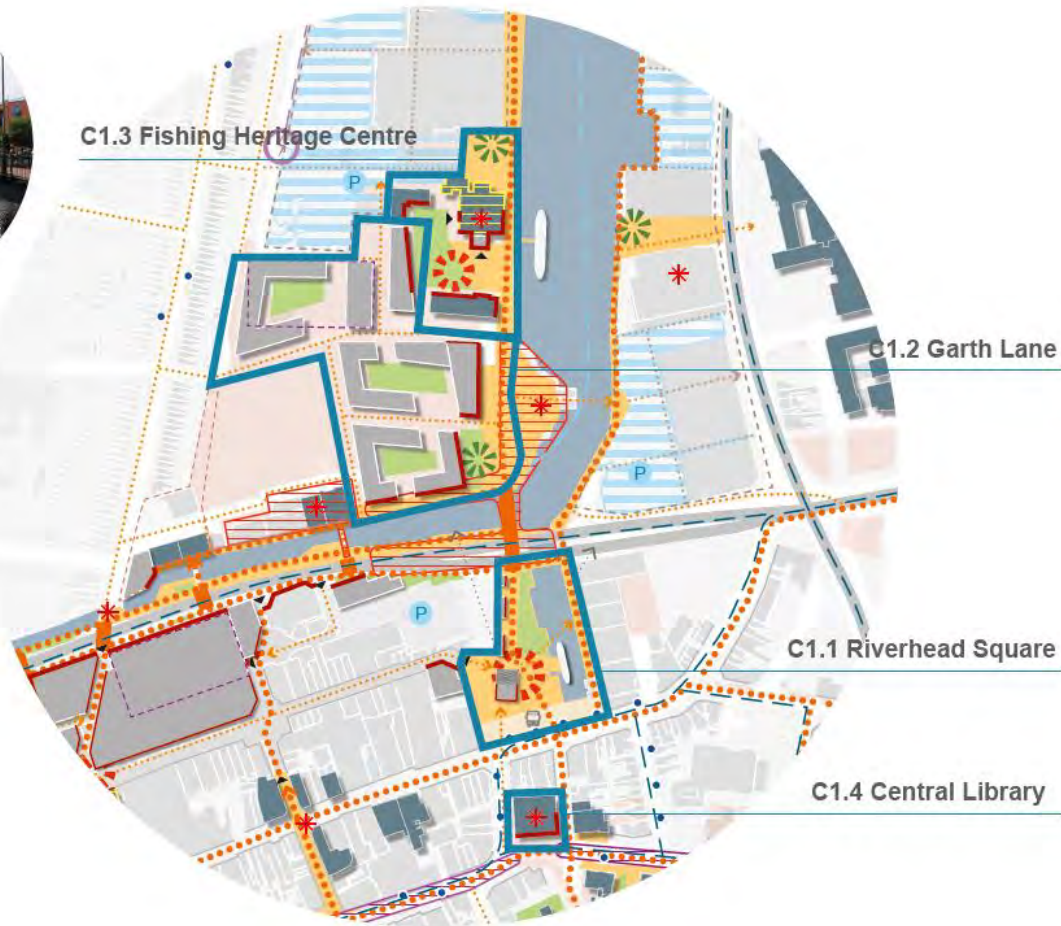 C1.3 Fishing Heritage Centre
P
C1.2 Garth Lane
P
P
C1.1 Riverhead Square
C1.4 Central Library